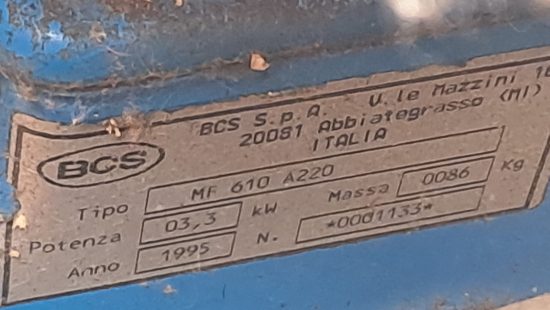 BCS S.p.A. V.le Mazzini
20081 Abbiategrasso (MI)
ITALIA
BCS
Tipo MF 610 A220
Potenza 03,3 kW Massa 0086 Kg
Anno 1995 N. *0001133*